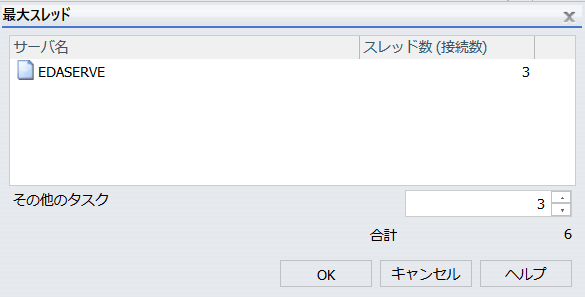 最大スレッド
サーバ名 スレッド数 (接続数)
EDASERVE 3
その他のタスク 3
合計 6
OK キャンセル ヘルプ